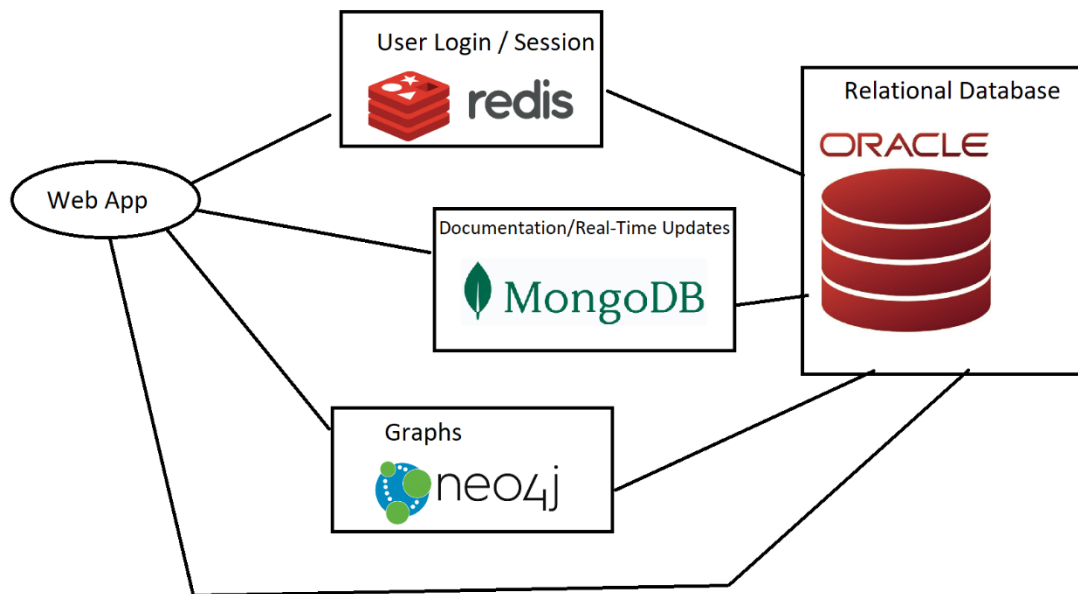 User Login / Session
redis
Relational Database
ORACLE
Web App
Documentation/Real-Time Updates
MongoDB
Graphs
neo4j